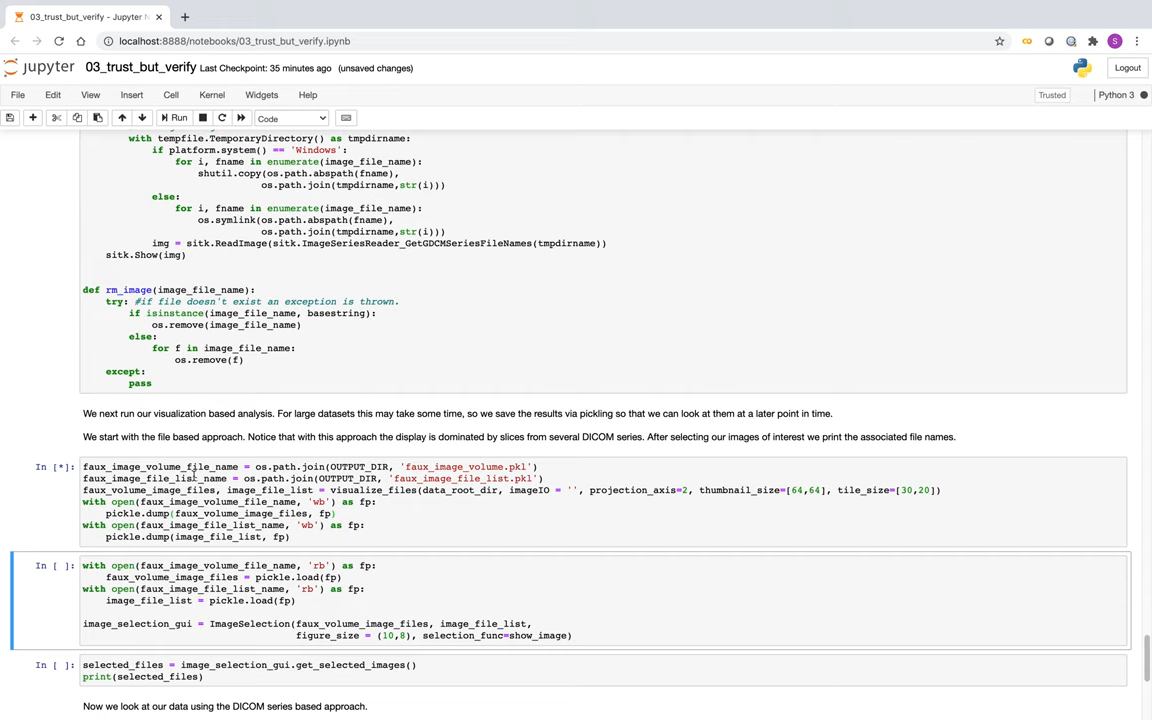 03_trust_but_verify - Jupyter N
localhost:8888/notebooks/03_trust_but_verify.ipynb
S
jupyter 03_trust_but_verify Last Checkpoint: 35 minutes ago (unsaved changes)
Logout
File Edit View Insert Cell Kernel Widgets Help
Trusted
Python 3
Run
Code
with tempfile.TemporaryDirectory() as tmpdirname:
if platform.system() == 'Windows':
for i, fname in enumerate(image_file_name):
shutil.copy(os.path.abspath(fname),
os.path.join(tmpdirname,str(i)))
else:
for i, fname in enumerate(image_file_name):
os.symlink(os.path.abspath(fname),
os.path.join(tmpdirname,str(i)))
img = sitk.ReadImage(sitk.ImageSeriesReader_GetGDCMSeriesFileNames(tmpdirname))
sitk.Show(img)
def rm_image(image_file_name):
try: #if file doesn't exist an exception is thrown.
if isinstance(image_file_name, basestring):
os.remove(image_file_name)
else:
for f in image_file_name:
os.remove(f)
except:
pass
We next run our visualization based analysis. For large datasets this may take some time, so we save the results via pickling so that we can look at them at a later point in time.
We start with the file based approach. Notice that with this approach the display is dominated by slices from several DICOM series. After selecting our images of interest we print the associated file names.
In [*]:
faux_image_volume_file_name = os.path.join(OUTPUT_DIR, 'faux_image_volume.pkl')
faux_image_file_list_name = os.path.join(OUTPUT_DIR, 'faux_image_file_list.pkl')
faux_volume_image_files, image_file_list = visualize_files(data_root_dir, imageIO = '', projection_axis=2, thumbnail_size=[64,64], tile_size=[30,20])
with open(faux_image_volume_file_name, 'wb') as fp:
pickle.dump(faux_volume_image_files, fp)
with open(faux_image_file_list_name, 'wb') as fp:
pickle.dump(image_file_list, fp)
In [ ]:
with open(faux_image_volume_file_name, 'rb') as fp:
faux_volume_image_files = pickle.load(fp)
with open(faux_image_file_list_name, 'rb') as fp:
image_file_list = pickle.load(fp)
image_selection_gui = ImageSelection(faux_volume_image_files, image_file_list,
figure_size = (10,8), selection_func=show_image)
In [ ]:
selected_files = image_selection_gui.get_selected_images()
print(selected_files)
Now we look at our data using the DICOM series based approach.